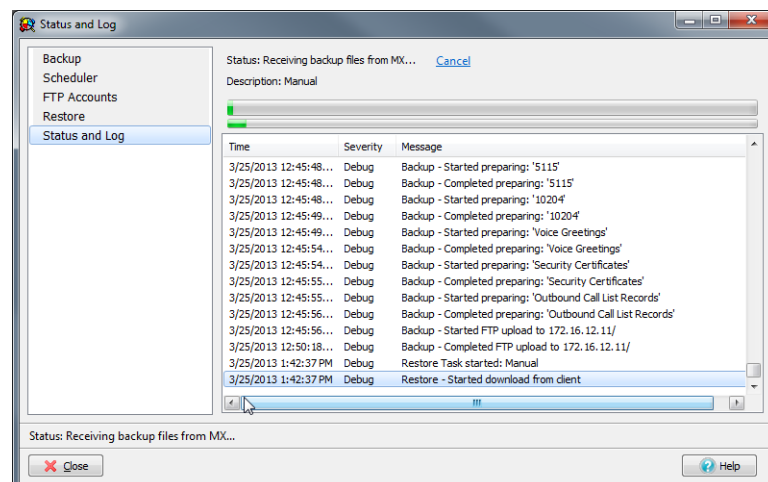 Status and Log
Backup
Scheduler
FTP Accounts
Restore
Status and Log
Status: Receiving backup files from MX... Cancel
Description: Manual
Time Severity Message
3/25/2013 12:45:48... Debug Backup - Started preparing: '5115'
3/25/2013 12:45:48... Debug Backup - Completed preparing: '5115'
3/25/2013 12:45:48... Debug Backup - Started preparing: '10204'
3/25/2013 12:45:49... Debug Backup - Completed preparing: '10204'
3/25/2013 12:45:49... Debug Backup - Started preparing: 'Voice Greetings'
3/25/2013 12:45:54... Debug Backup - Completed preparing: 'Voice Greetings'
3/25/2013 12:45:54... Debug Backup - Started preparing: 'Security Certificates'
3/25/2013 12:45:55... Debug Backup - Completed preparing: 'Security Certificates'
3/25/2013 12:45:55... Debug Backup - Started preparing: 'Outbound Call List Records'
3/25/2013 12:45:56... Debug Backup - Completed preparing: 'Outbound Call List Records'
3/25/2013 12:45:56... Debug Backup - Started FTP upload to 172.16.12.11/
3/25/2013 12:50:18... Debug Backup - Completed FTP upload to 172.16.12.11/
3/25/2013 1:42:37 PM Debug Restore Task started: Manual
3/25/2013 1:42:37 PM Debug Restore - Started download from client
Status: Receiving backup files from MX...
Close Help